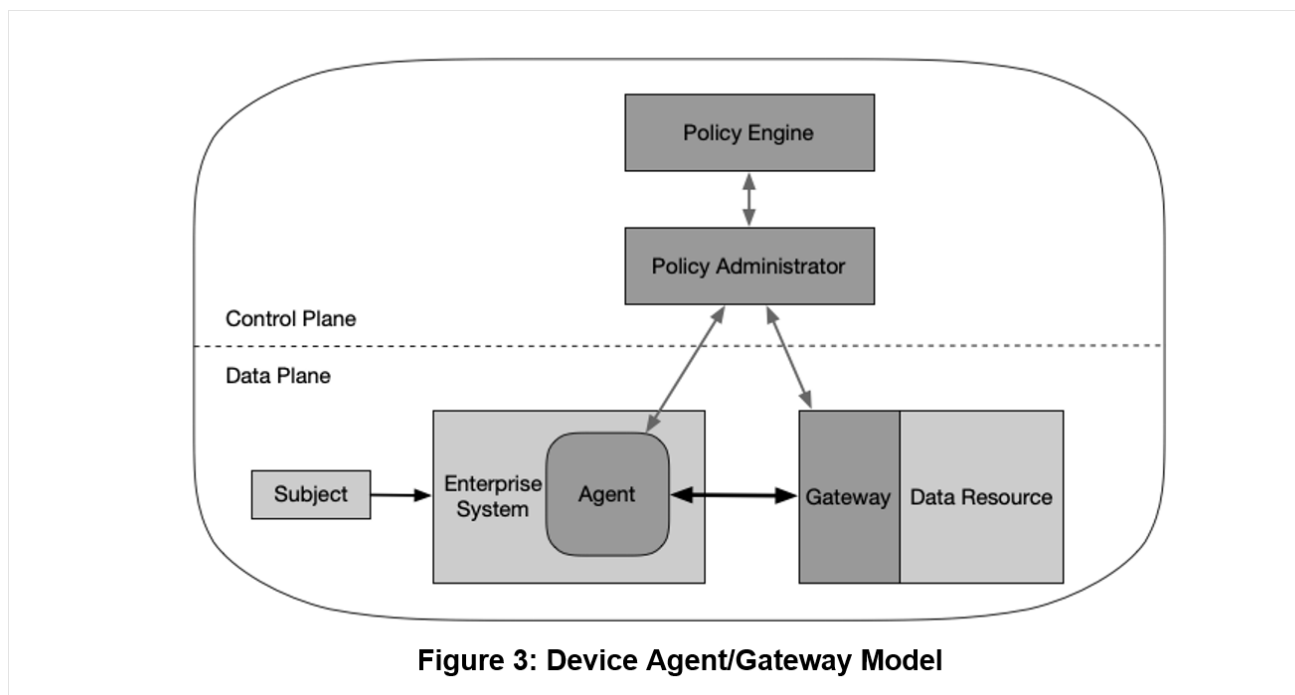 Policy Engine
Policy Administrator
Control Plane
Data Plane
Subject
Enterprise
System
Agent
Gateway
Data Resource
Figure 3: Device Agent/Gateway Model